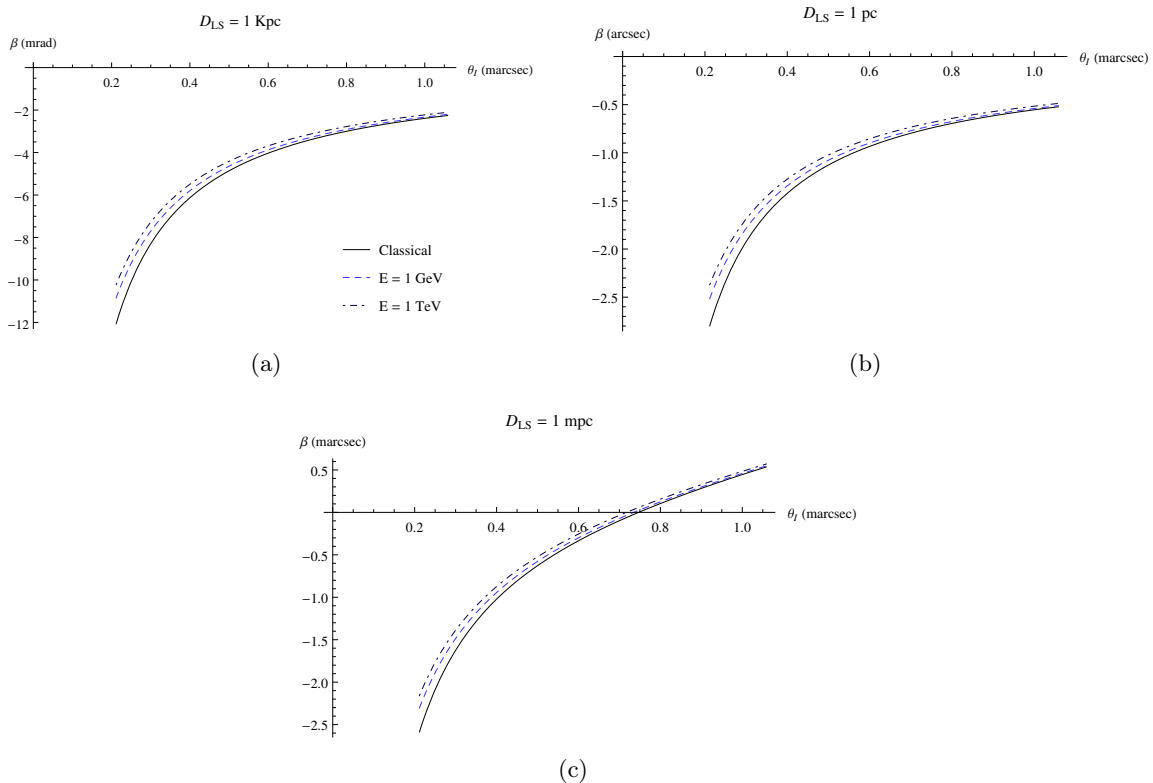 D_LS = 1 Kpc
β (mrad)
θ_I (marcsec)
0.2 0.4 0.6 0.8 1.0
−2
−4
−6
−8
−10
−12
Classical
E = 1 GeV
E = 1 TeV
(a)
D_LS = 1 pc
β (arcsec)
θ_I (marcsec)
0.2 0.4 0.6 0.8 1.0
−0.5
−1.0
−1.5
−2.0
−2.5
(b)
D_LS = 1 mpc
β (marcsec)
0.5
θ_I (marcsec)
0.2 0.4 0.6 0.8 1.0
−0.5
−1.0
−1.5
−2.0
−2.5
(c)